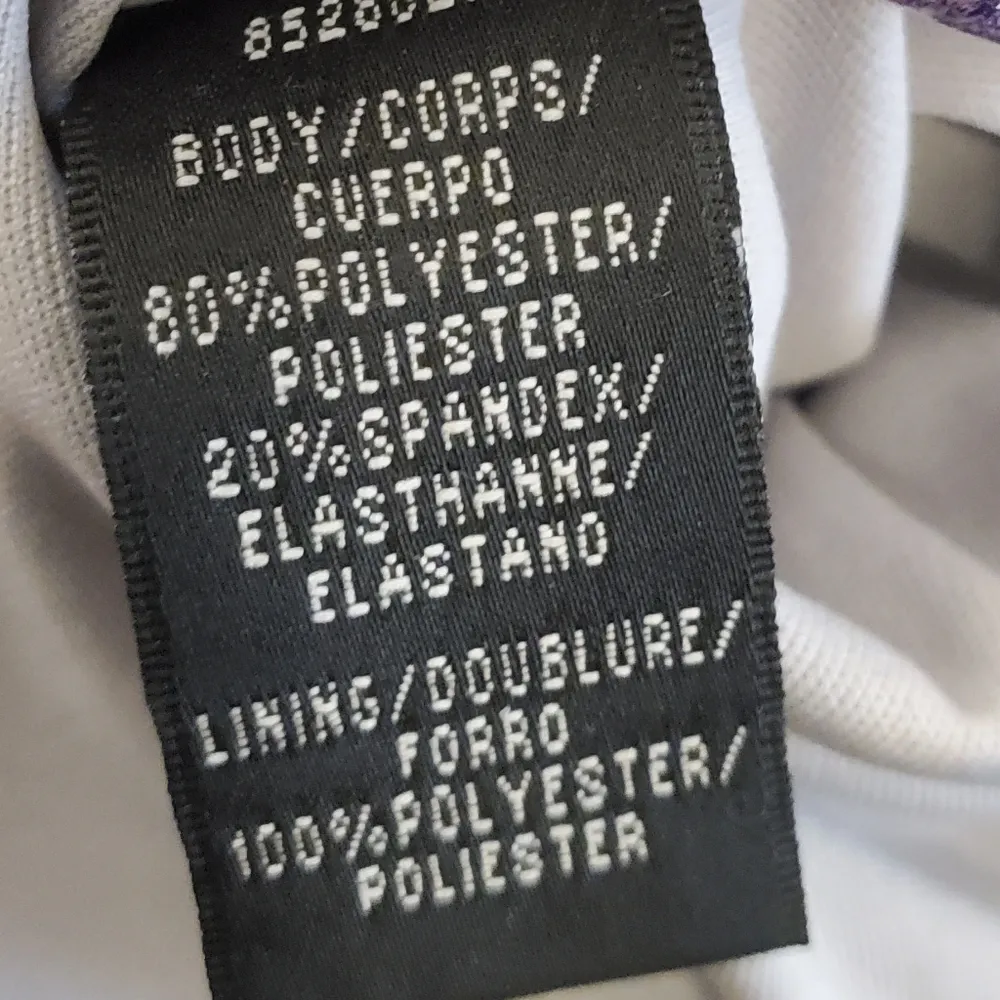 BODY/CORPS/
CUERPO
80%POLYESTER/
POLIESTER
20%SPANDEX/
ELASTHANNE/
ELASTANO
LINING/DOUBLURE/
FORRO
100%POLYESTER/
POLIESTER